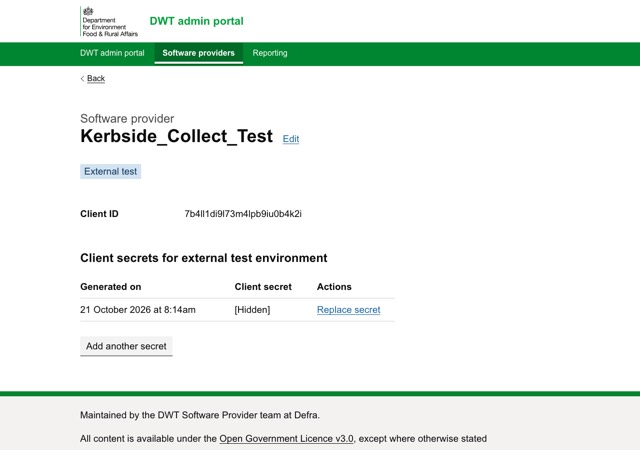 Department
for Environment
Food & Rural Affairs
DWT admin portal
DWT admin portal
Software providers
Reporting
Back
Software provider
Kerbside_Collect_Test
Edit
External test
Client ID
7b4ll1di9l73m4lpb9iu0b4k2i
Client secrets for external test environment
Generated on
Client secret
Actions
21 October 2026 at 8:14am
[Hidden]
Replace secret
Add another secret
Maintained by the DWT Software Provider team at Defra.
All content is available under the Open Government Licence v3.0, except where otherwise stated